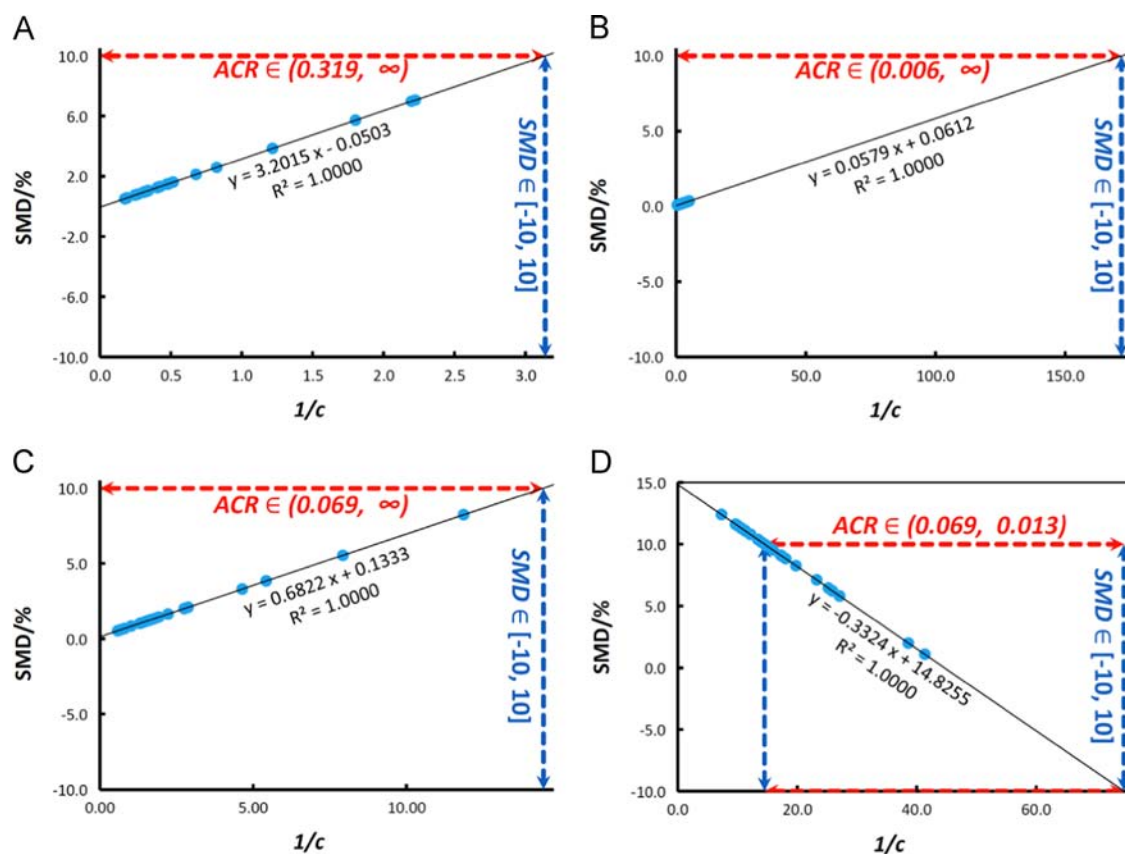 A
10.0
6.0
2.0
-2.0
-6.0
-10.0
SMD/%
ACR ∈ (0.319, ∞)
y = 3.2015 x - 0.0503
R² = 1.0000
SMD ∈ [-10, 10]
0.0 0.5 1.0 1.5 2.0 2.5 3.0
1/c
B
10.0
5.0
0.0
-5.0
-10.0
SMD/%
ACR ∈ (0.006, ∞)
y = 0.0579 x + 0.0612
R² = 1.0000
SMD ∈ [-10, 10]
0.0 50.0 100.0 150.0
1/c
C
10.0
5.0
0.0
-5.0
-10.0
SMD/%
ACR ∈ (0.069, ∞)
y = 0.6822 x + 0.1333
R² = 1.0000
SMD ∈ [-10, 10]
0.00 5.00 10.00
1/c
D
15.0
10.0
5.0
0.0
-5.0
-10.0
SMD/%
ACR ∈ (0.069, 0.013)
y = -0.3324 x + 14.8255
R² = 1.0000
SMD ∈ [-10, 10]
0.0 20.0 40.0 60.0
1/c